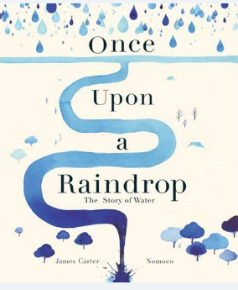 Once
Upon
a
Raindrop
The Story of Water
James Carter Nomoco